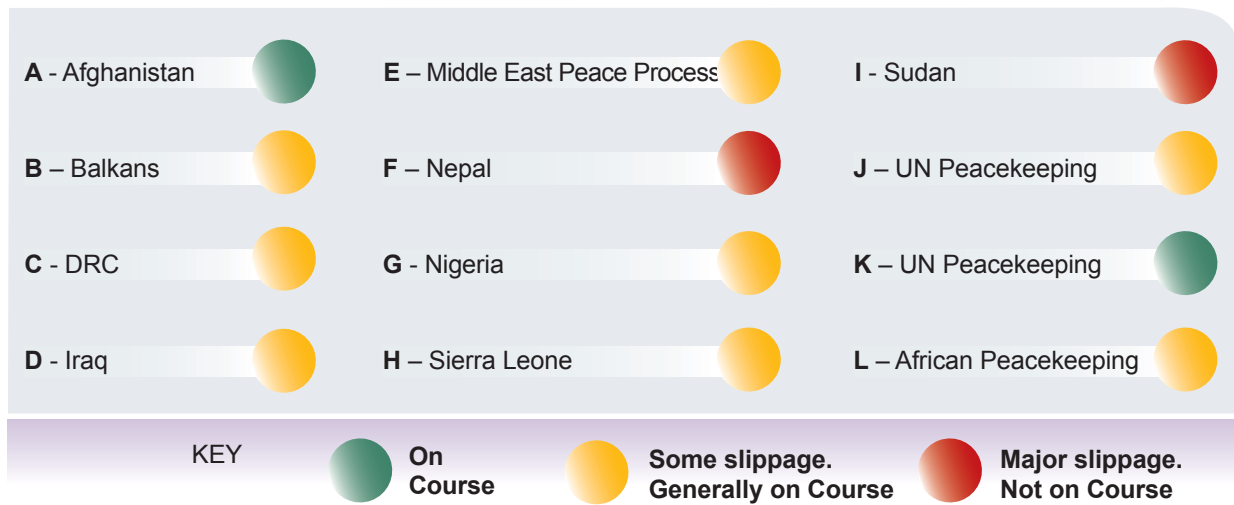 A - Afghanistan
B – Balkans
C - DRC
D - Iraq
E – Middle East Peace Process
F – Nepal
G - Nigeria
H – Sierra Leone
I - Sudan
J – UN Peacekeeping
K – UN Peacekeeping
L – African Peacekeeping
KEY
On
Course
Some slippage.
Generally on Course
Major slippage.
Not on Course